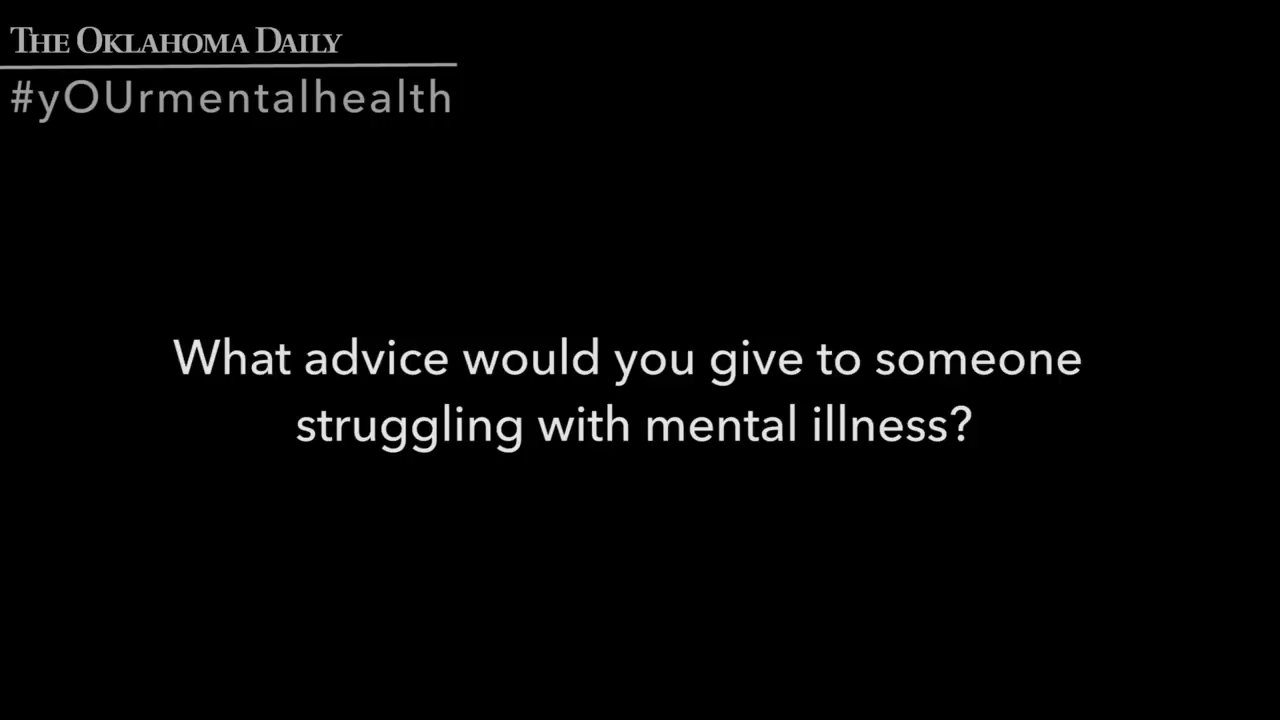 The Oklahoma Daily
#yOUrmentalhealth
What advice would you give to someone
struggling with mental illness?